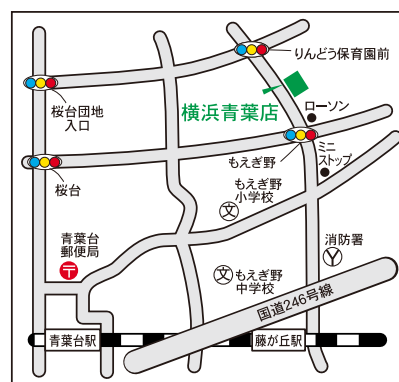 りんどう保育園前
桜台団地
入口
横浜青葉店
ローソン
もえぎ野
ミニ
ストップ
桜台
もえぎ野
小学校
文
青葉台
郵便局
〒
消防署
文
もえぎ野
中学校
国道246号線
青葉台駅
藤が丘駅